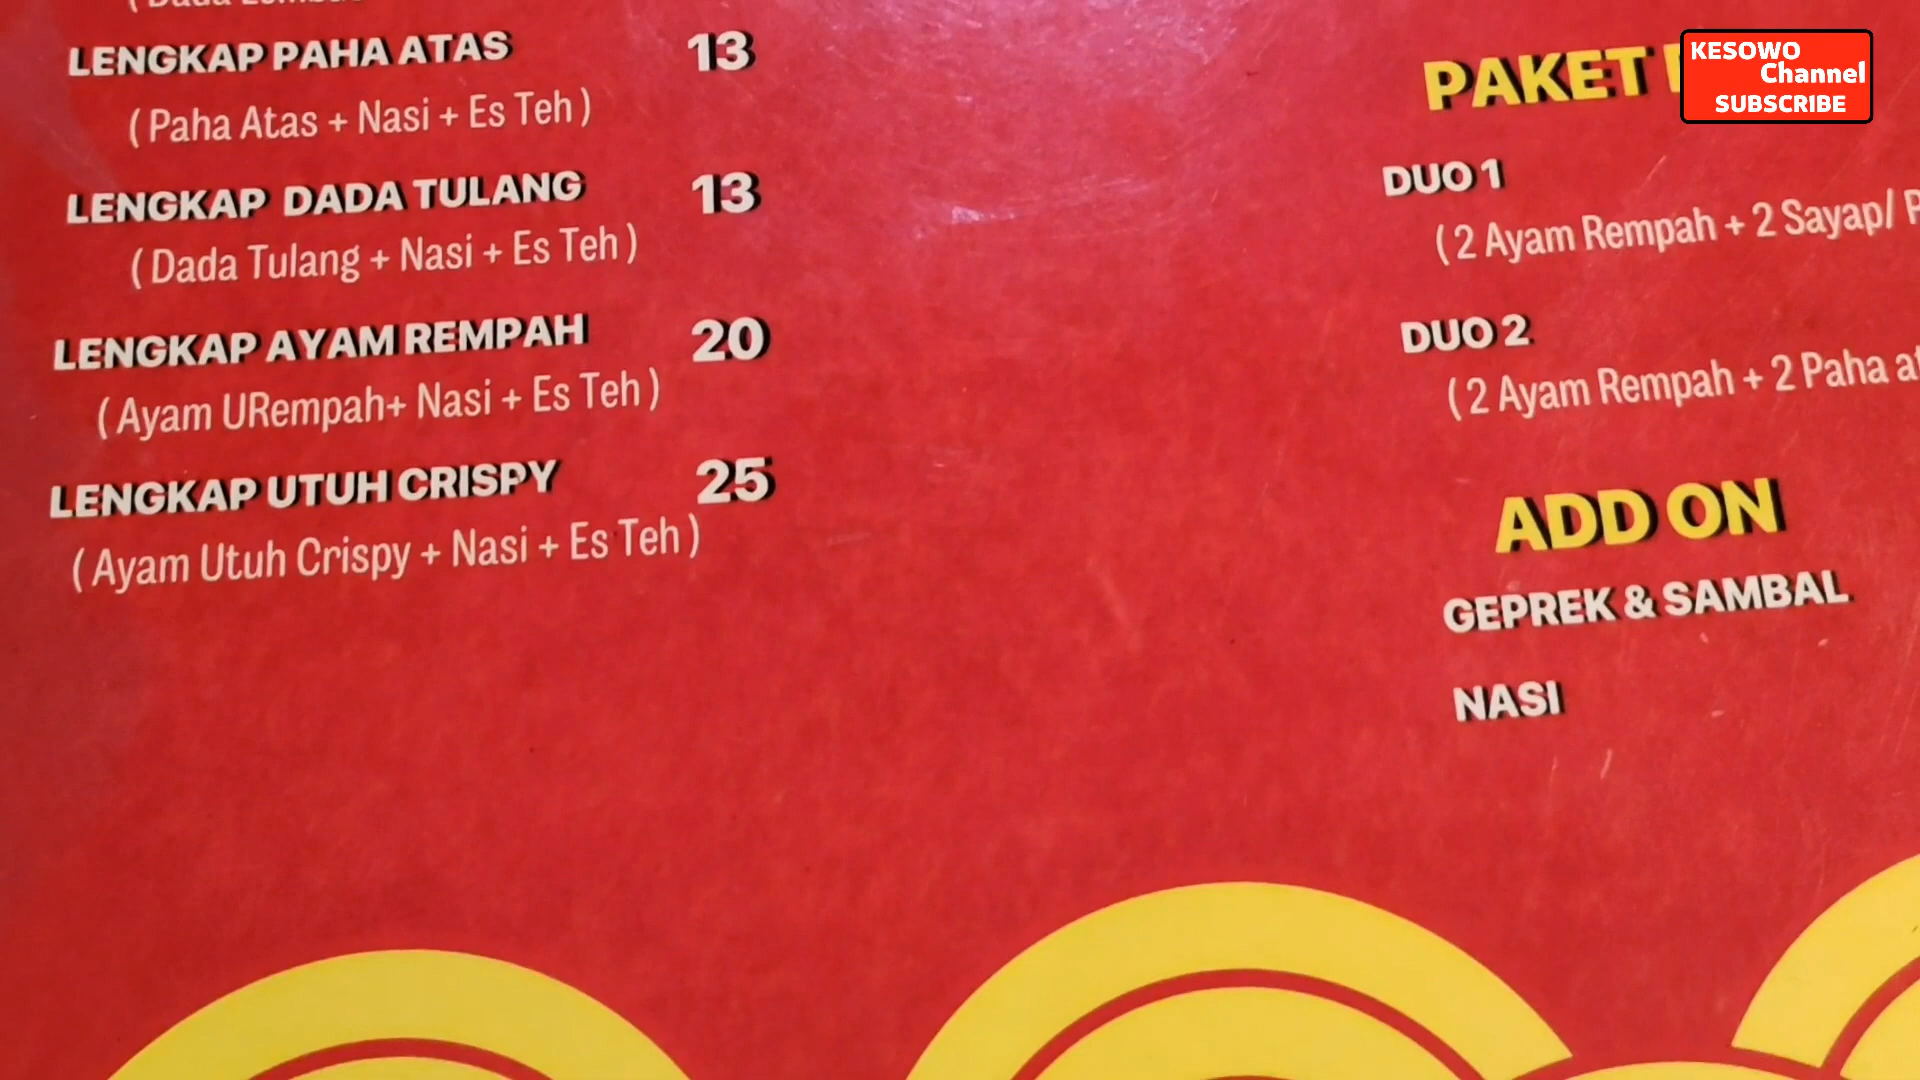 LENGKAP PAHA ATAS 13
( Paha Atas + Nasi + Es Teh )
LENGKAP DADA TULANG 13
( Dada Tulang + Nasi + Es Teh )
LENGKAP AYAM REMPAH 20
( Ayam URempah+ Nasi + Es Teh )
LENGKAP UTUH CRISPY 25
( Ayam Utuh Crispy + Nasi + Es Teh )
PAKET
KESOWO
Channel
SUBSCRIBE
DUO 1
( 2 Ayam Rempah + 2 Sayap/
DUO 2
( 2 Ayam Rempah + 2 Paha
ADD ON
GEPREK & SAMBAL
NASI